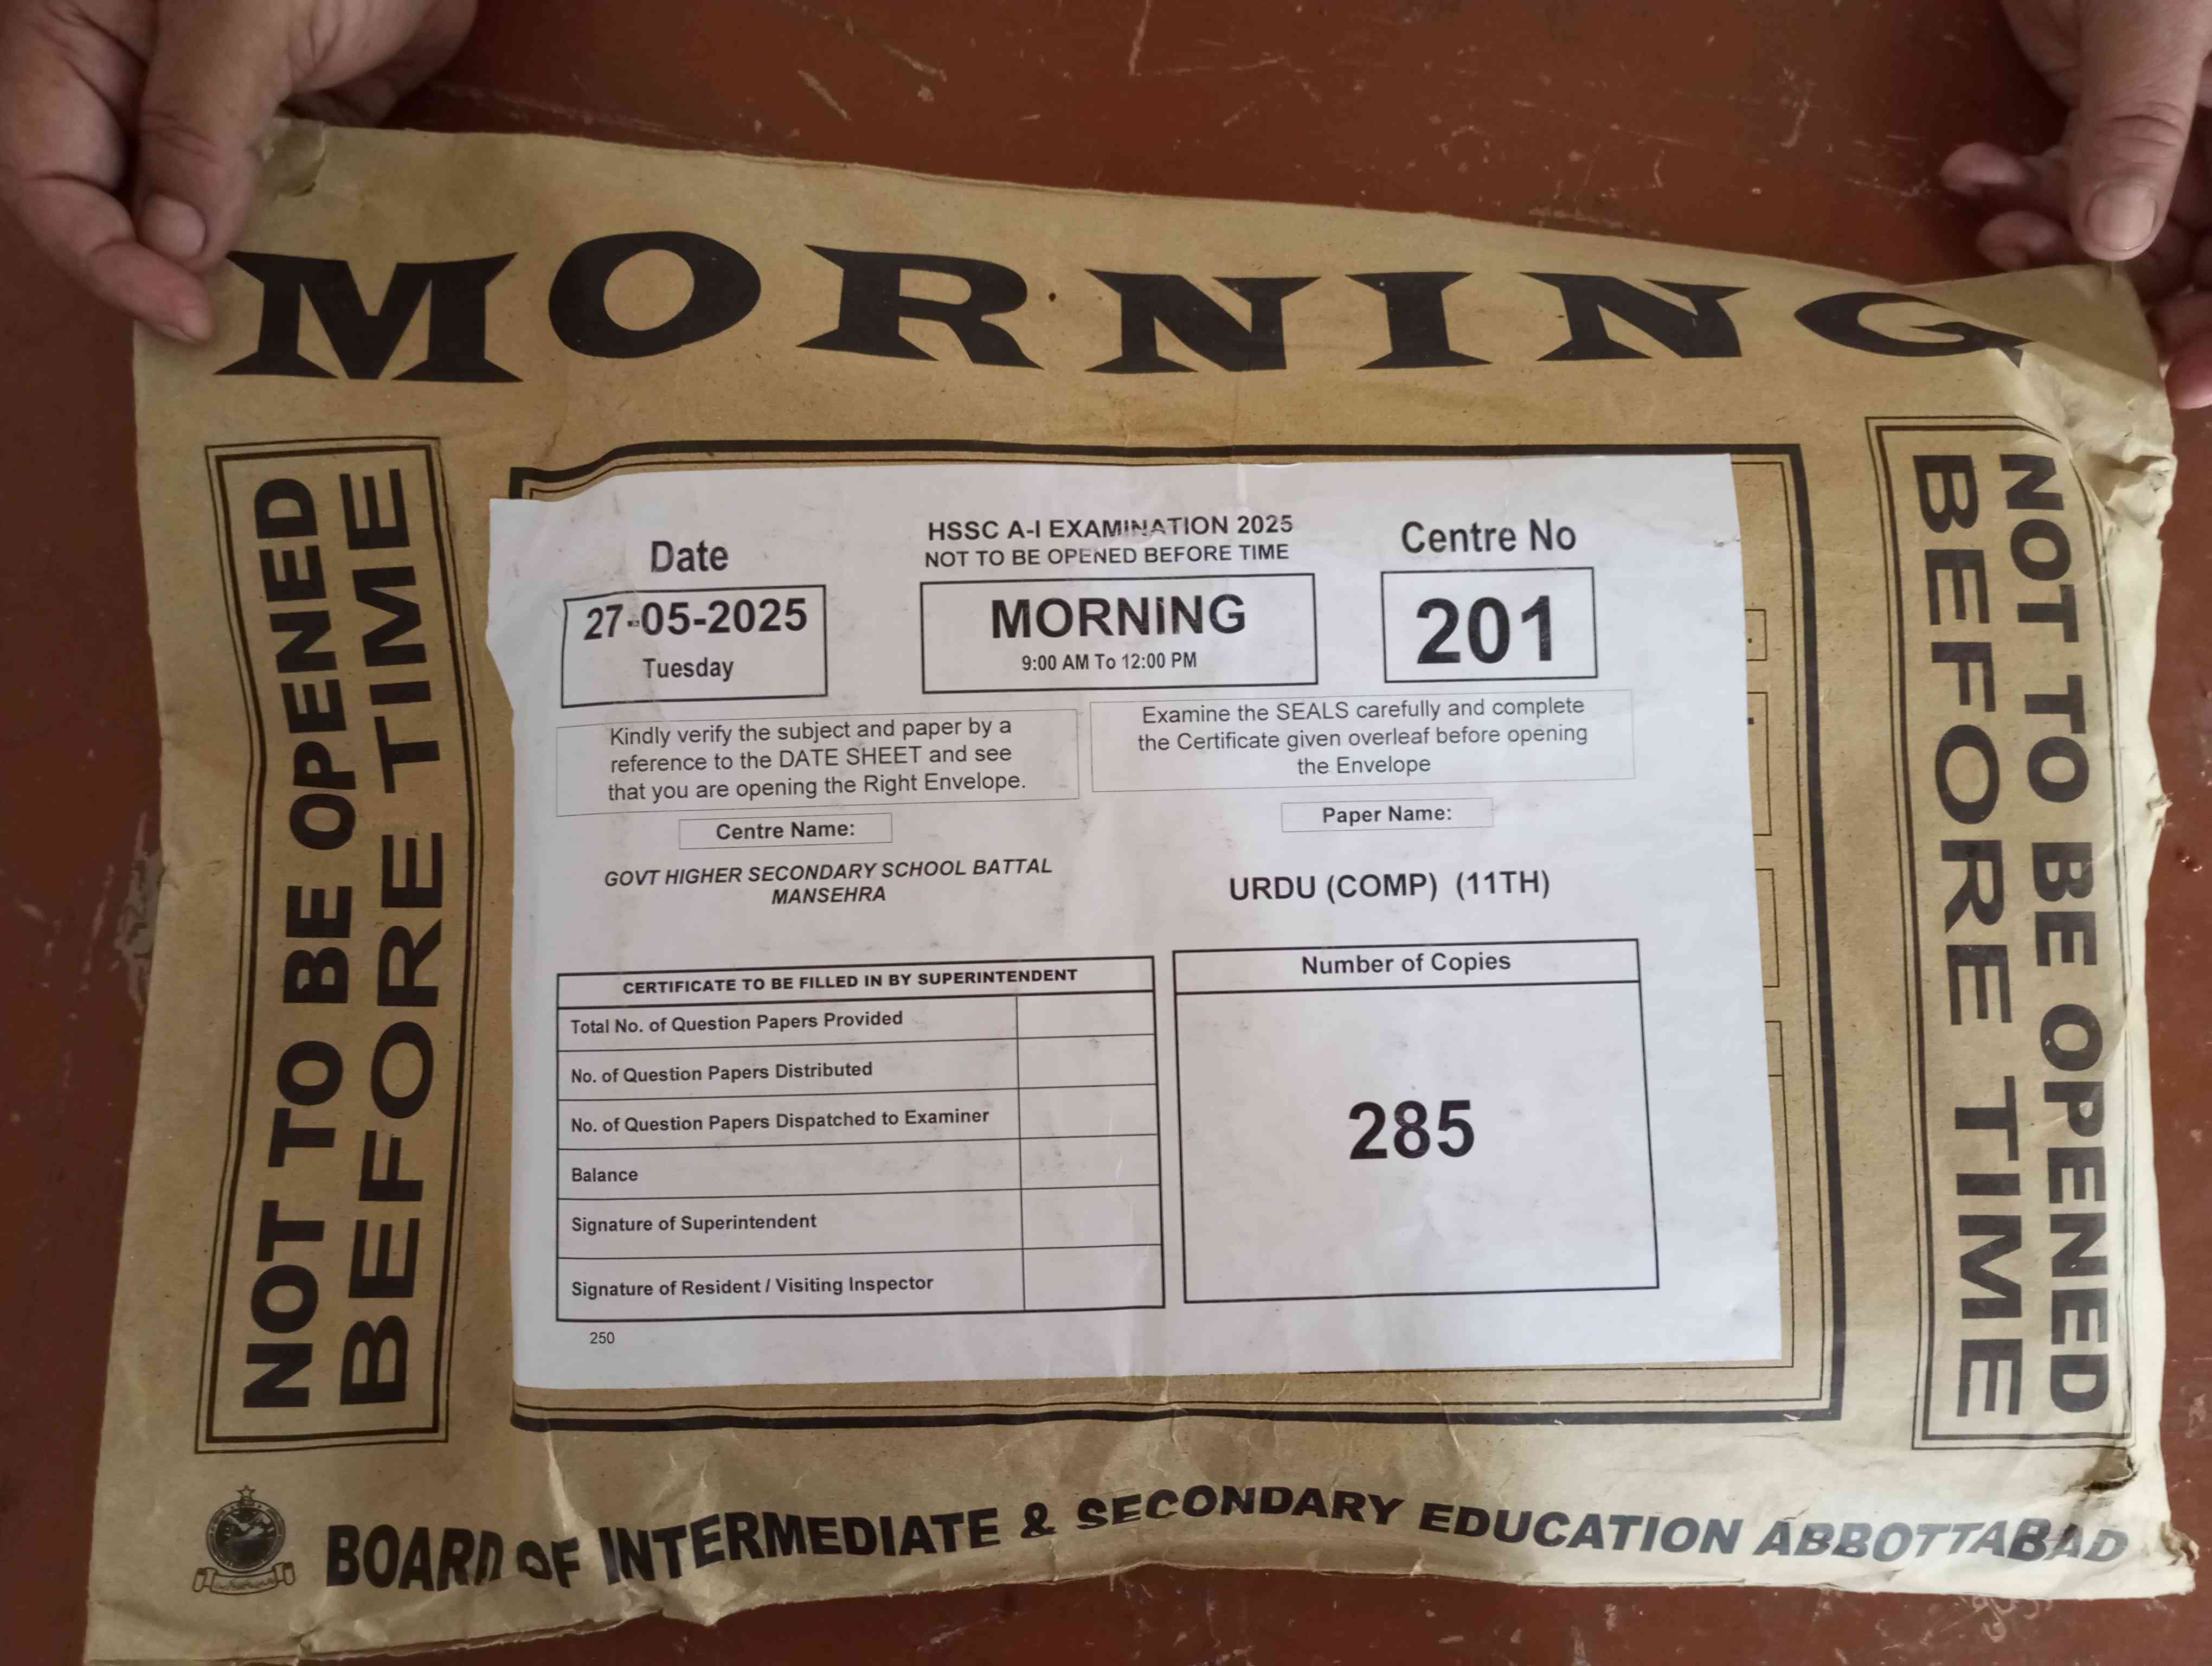 MORNING
NOT TO BE OPENED
BEFORE TIME
Date
27-05-2025
Tuesday
HSSC A-I EXAMINATION 2025
NOT TO BE OPENED BEFORE TIME
MORNING
9:00 AM To 12:00 PM
Centre No
201
Kindly verify the subject and paper by a
reference to the DATE SHEET and see
that you are opening the Right Envelope.
Examine the SEALS carefully and complete
the Certificate given overleaf before opening
the Envelope
Centre Name:
GOVT HIGHER SECONDARY SCHOOL BATTAL
MANSEHRA
Paper Name:
URDU (COMP) (11TH)
CERTIFICATE TO BE FILLED IN BY SUPERINTENDENT
Total No. of Question Papers Provided
No. of Question Papers Distributed
No. of Question Papers Dispatched to Examiner
Balance
Signature of Superintendent
Signature of Resident / Visiting Inspector
Number of Copies
285
250
NOT TO BE OPENED
BEFORE TIME
BOARD OF INTERMEDIATE & SECONDARY EDUCATION ABBOTTABAD